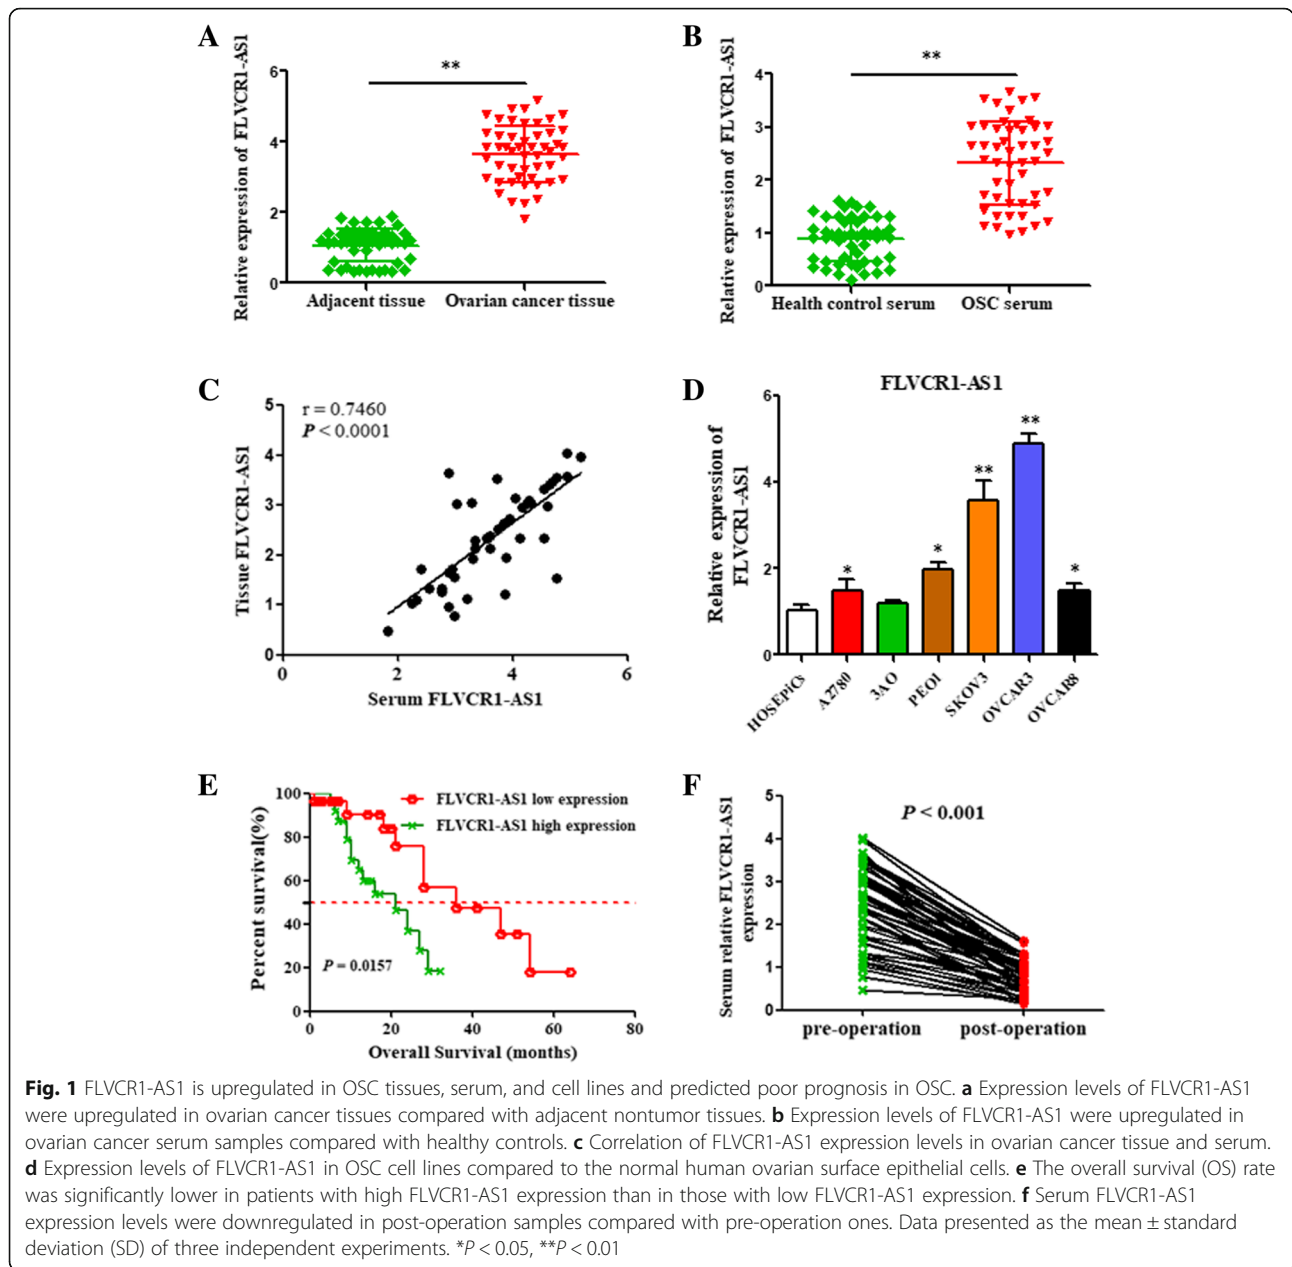 A
Relative expression of FLVCR1-AS1
6
4
2
0
**
Adjacent tissue
Ovarian cancer tissue
B
Relative expression of FLVCR1-AS1
4
3
2
1
0
**
Health control serum
OSC serum
C
Tissue FLVCR1-AS1
5
4
3
2
1
0
r = 0.7460
P < 0.0001
0
2
4
6
Serum FLVCR1-AS1
D
FLVCR1-AS1
Relative expression of
FLVCR1-AS1
6
4
2
0
*
*
**
**
*
HOSEpiCs
A2780
3AO
PEO1
SKOV3
OVCAR3
OVCAR8
E
Percent survival(%)
100
80
60
40
20
0
FLVCR1-AS1 low expression
FLVCR1-AS1 high expression
P = 0.0157
0
20
40
60
80
Overall Survival (months)
F
Serum relative FLVCR1-AS1
expression
5
4
3
2
1
0
P < 0.001
pre-operation
post-operation
Fig. 1 FLVCR1-AS1 is upregulated in OSC tissues, serum, and cell lines and predicted poor prognosis in OSC. a Expression levels of FLVCR1-AS1
were upregulated in ovarian cancer tissues compared with adjacent nontumor tissues. b Expression levels of FLVCR1-AS1 were upregulated in
ovarian cancer serum samples compared with healthy controls. c Correlation of FLVCR1-AS1 expression levels in ovarian cancer tissue and serum.
d Expression levels of FLVCR1-AS1 in OSC cell lines compared to the normal human ovarian surface epithelial cells. e The overall survival (OS) rate
was significantly lower in patients with high FLVCR1-AS1 expression than in those with low FLVCR1-AS1 expression. f Serum FLVCR1-AS1
expression levels were downregulated in post-operation samples compared with pre-operation ones. Data presented as the mean ± standard
deviation (SD) of three independent experiments. *P < 0.05, **P < 0.01